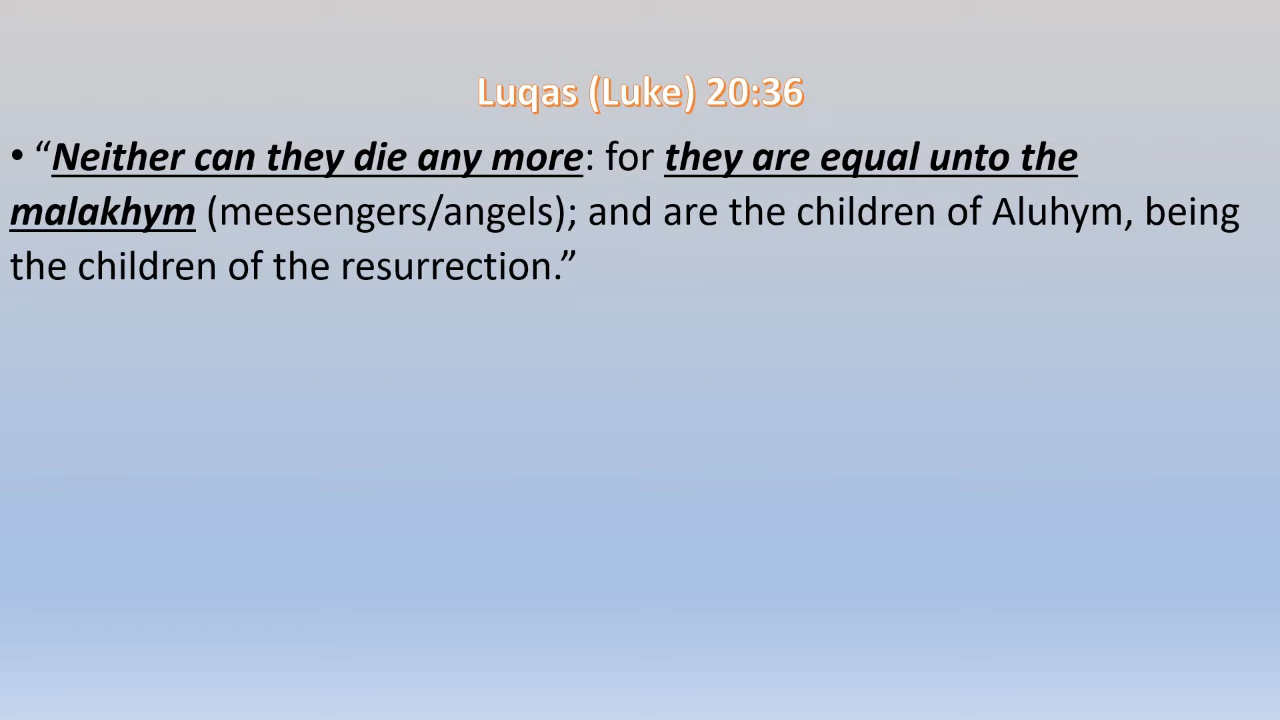 Luqas (Luke) 20:36
• “Neither can they die any more: for they are equal unto the
malakhym (meesengers/angels); and are the children of Aluhym, being
the children of the resurrection.”